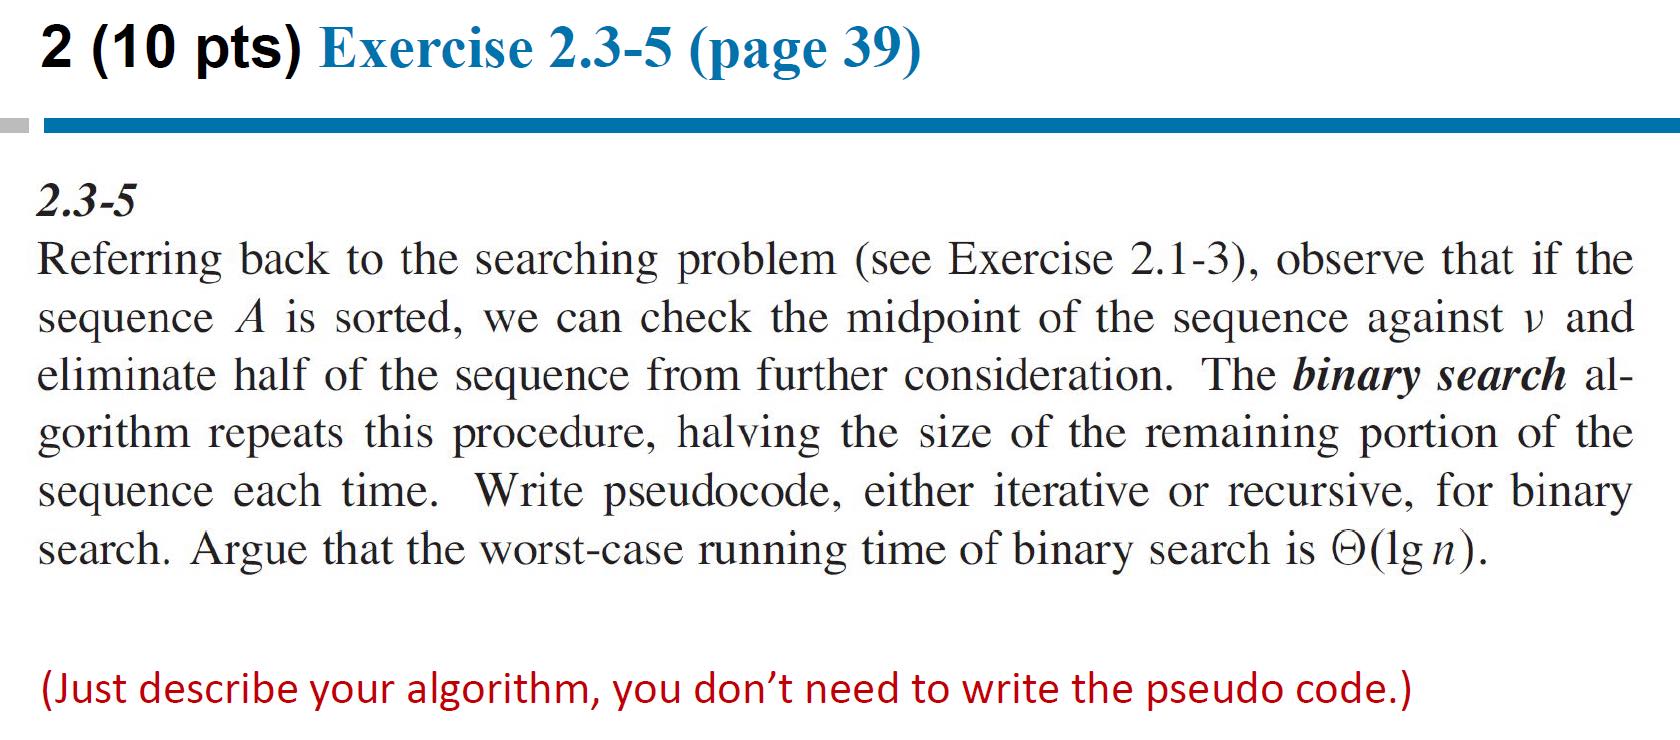 2 (10 pts) Exercise 2.3-5 (page 39)
2.3-5
Referring back to the searching problem (see Exercise 2.1-3), observe that if the
sequence A is sorted, we can check the midpoint of the sequence against ν and
eliminate half of the sequence from further consideration. The binary search al-
gorithm repeats this procedure, halving the size of the remaining portion of the
sequence each time. Write pseudocode, either iterative or recursive, for binary
search. Argue that the worst-case running time of binary search is Θ(lg n).
(Just describe your algorithm, you don’t need to write the pseudo code.)